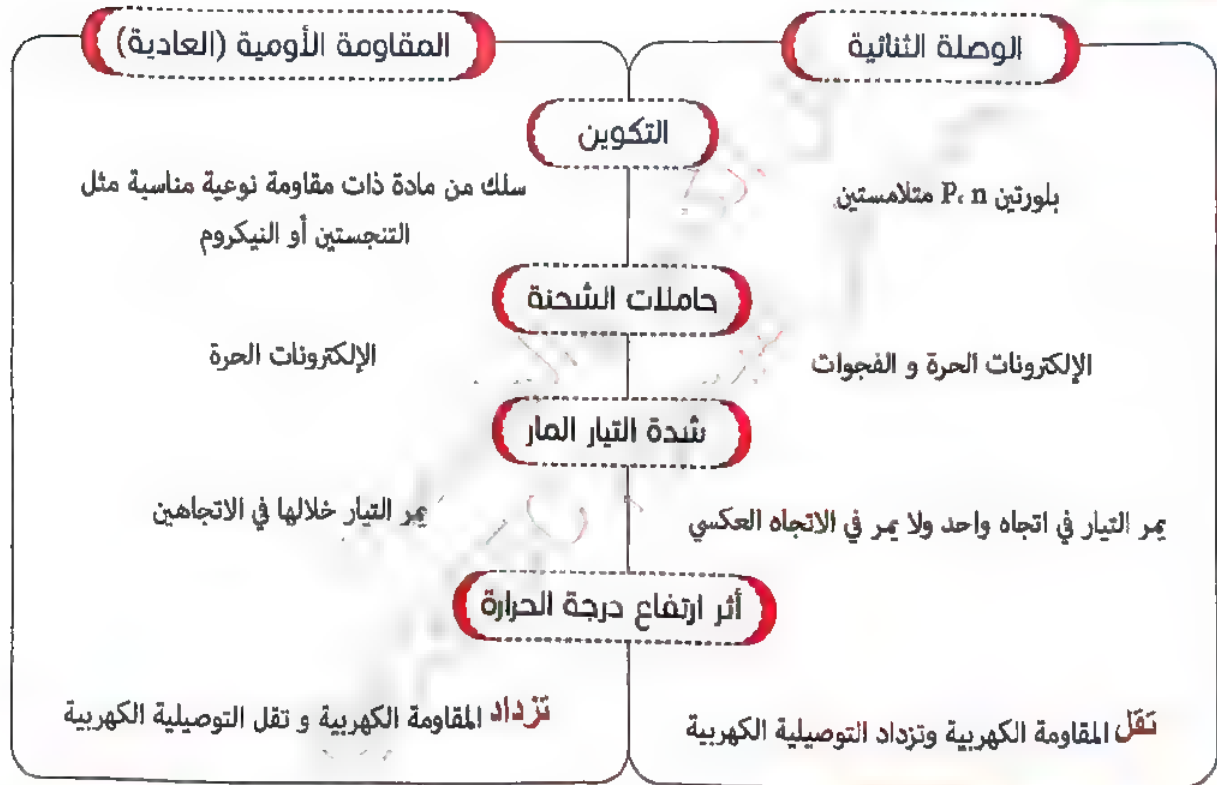 الوصلة الثنائية
المقاومة الأومية (العادية)
التكوين
بلورتين P، n متلامستين
سلك من مادة ذات مقاومة نوعية مناسبة مثل
التنجستين أو النيكروم
حاملات الشحنة
الإلكترونات الحرة و الفجوات
الإلكترونات الحرة
شدة التيار المار
يمر التيار في اتجاه واحد ولا يمر في الاتجاه العكسي
يمر التيار خلالها في الاتجاهين
أثر ارتفاع درجة الحرارة
تقل المقاومة الكهربية وتزداد التوصيلية الكهربية
تزداد المقاومة الكهربية و تقل التوصيلية الكهربية